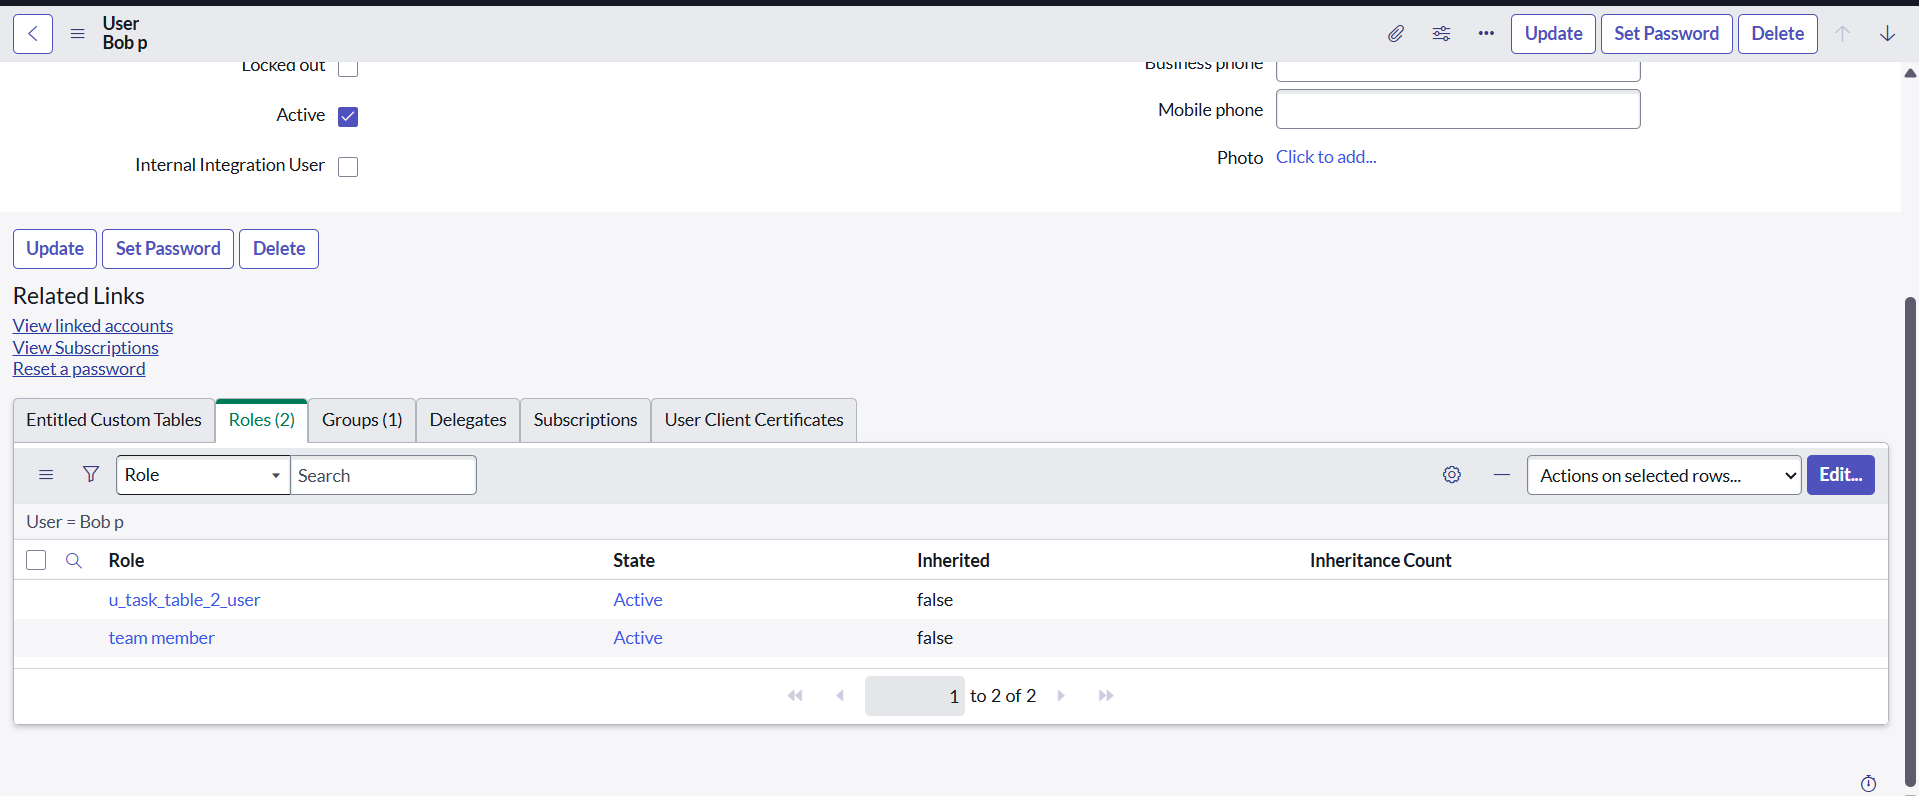 User
Bob p
Update
Set Password
Delete
Locked out
Active
Internal Integration User
Business phone
Mobile phone
Photo Click to add...
Update Set Password Delete
Related Links
View linked accounts
View Subscriptions
Reset a password
Entitled Custom Tables Roles (2) Groups (1) Delegates Subscriptions User Client Certificates
Role Search Actions on selected rows... Edit...
User = Bob p
Role State Inherited Inheritance Count
u_task_table_2_user Active false
team member Active false
1 to 2 of 2